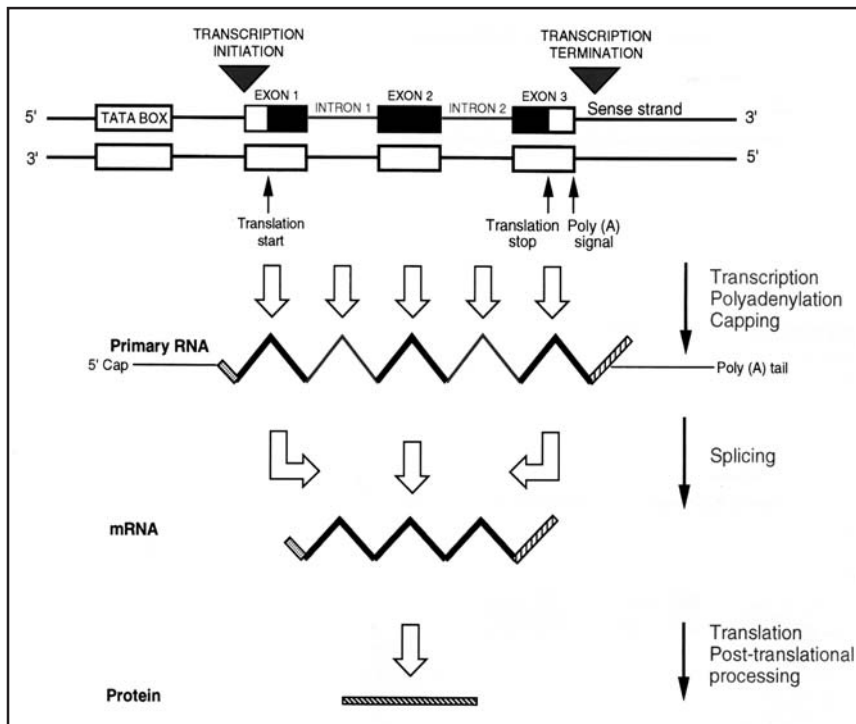 TRANSCRIPTION
INITIATION
TRANSCRIPTION
TERMINATION
EXON 1
INTRON 1
EXON 2
INTRON 2
EXON 3
Sense strand
5'
TATA BOX
3'
3'
5'
Translation
start
Translation
stop
Poly (A)
signal
Transcription
Polyadenylation
Capping
Primary RNA
5' Cap
Poly (A) tail
Splicing
mRNA
Translation
Post-translational
processing
Protein